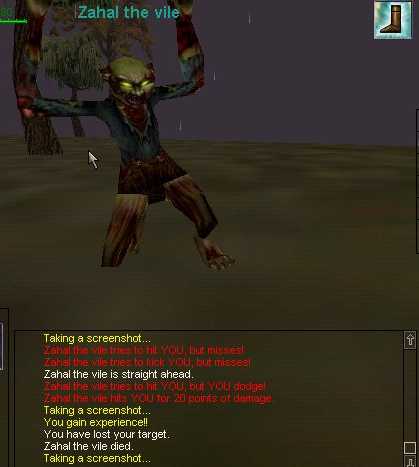 80
Zahal the vile
Taking a screenshot...
Zahal the vile tries to hit YOU, but misses!
Zahal the vile tries to kick YOU, but misses!
Zahal the vile is straight ahead.
Zahal the vile tries to hit YOU, but YOU dodge!
Zahal the vile hits YOU for 20 points of damage.
Taking a screenshot...
You gain experience!!
You have lost your target.
Zahal the vile died.
Taking a screenshot...